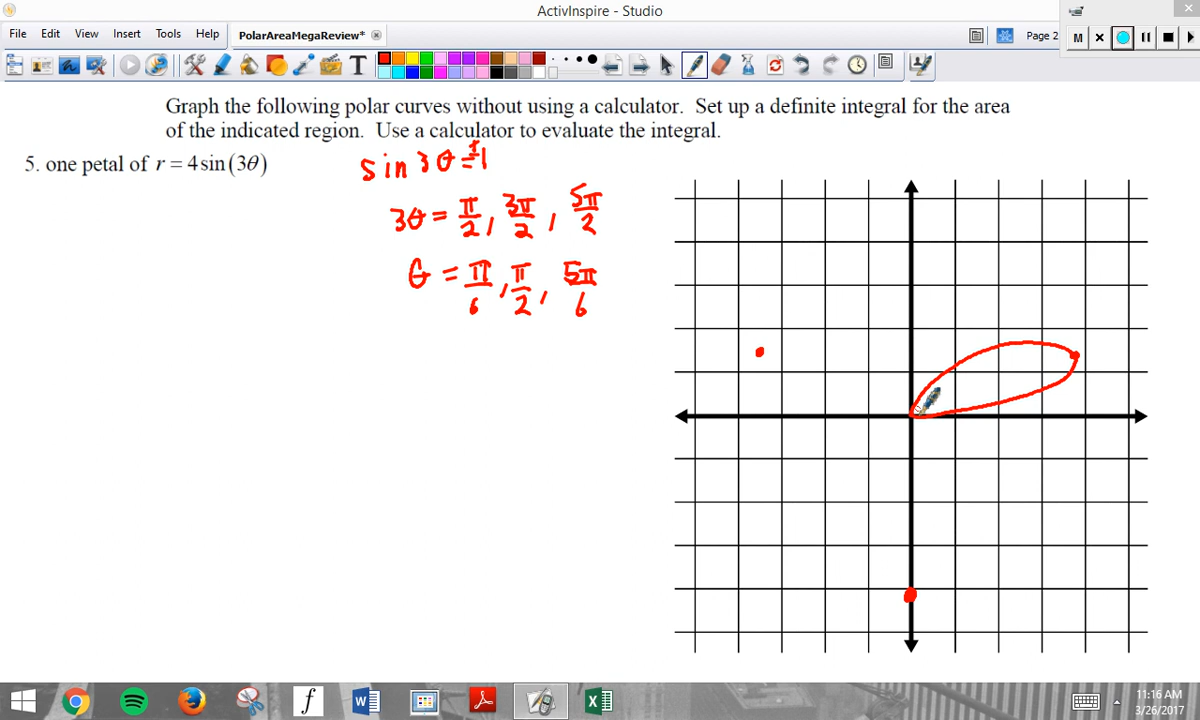 ActivInspire - Studio
File Edit View Insert Tools Help PolarAreaMegaReview* Page 2
M
T
Graph the following polar curves without using a calculator. Set up a definite integral for the area
of the indicated region. Use a calculator to evaluate the integral.
5. one petal of r = 4 sin(3θ)
sin 3θ = ±1
3θ = π/2, 3π/2, 5π/2
θ = π/6, π/2, 5π/6
11:16 AM
3/26/2017